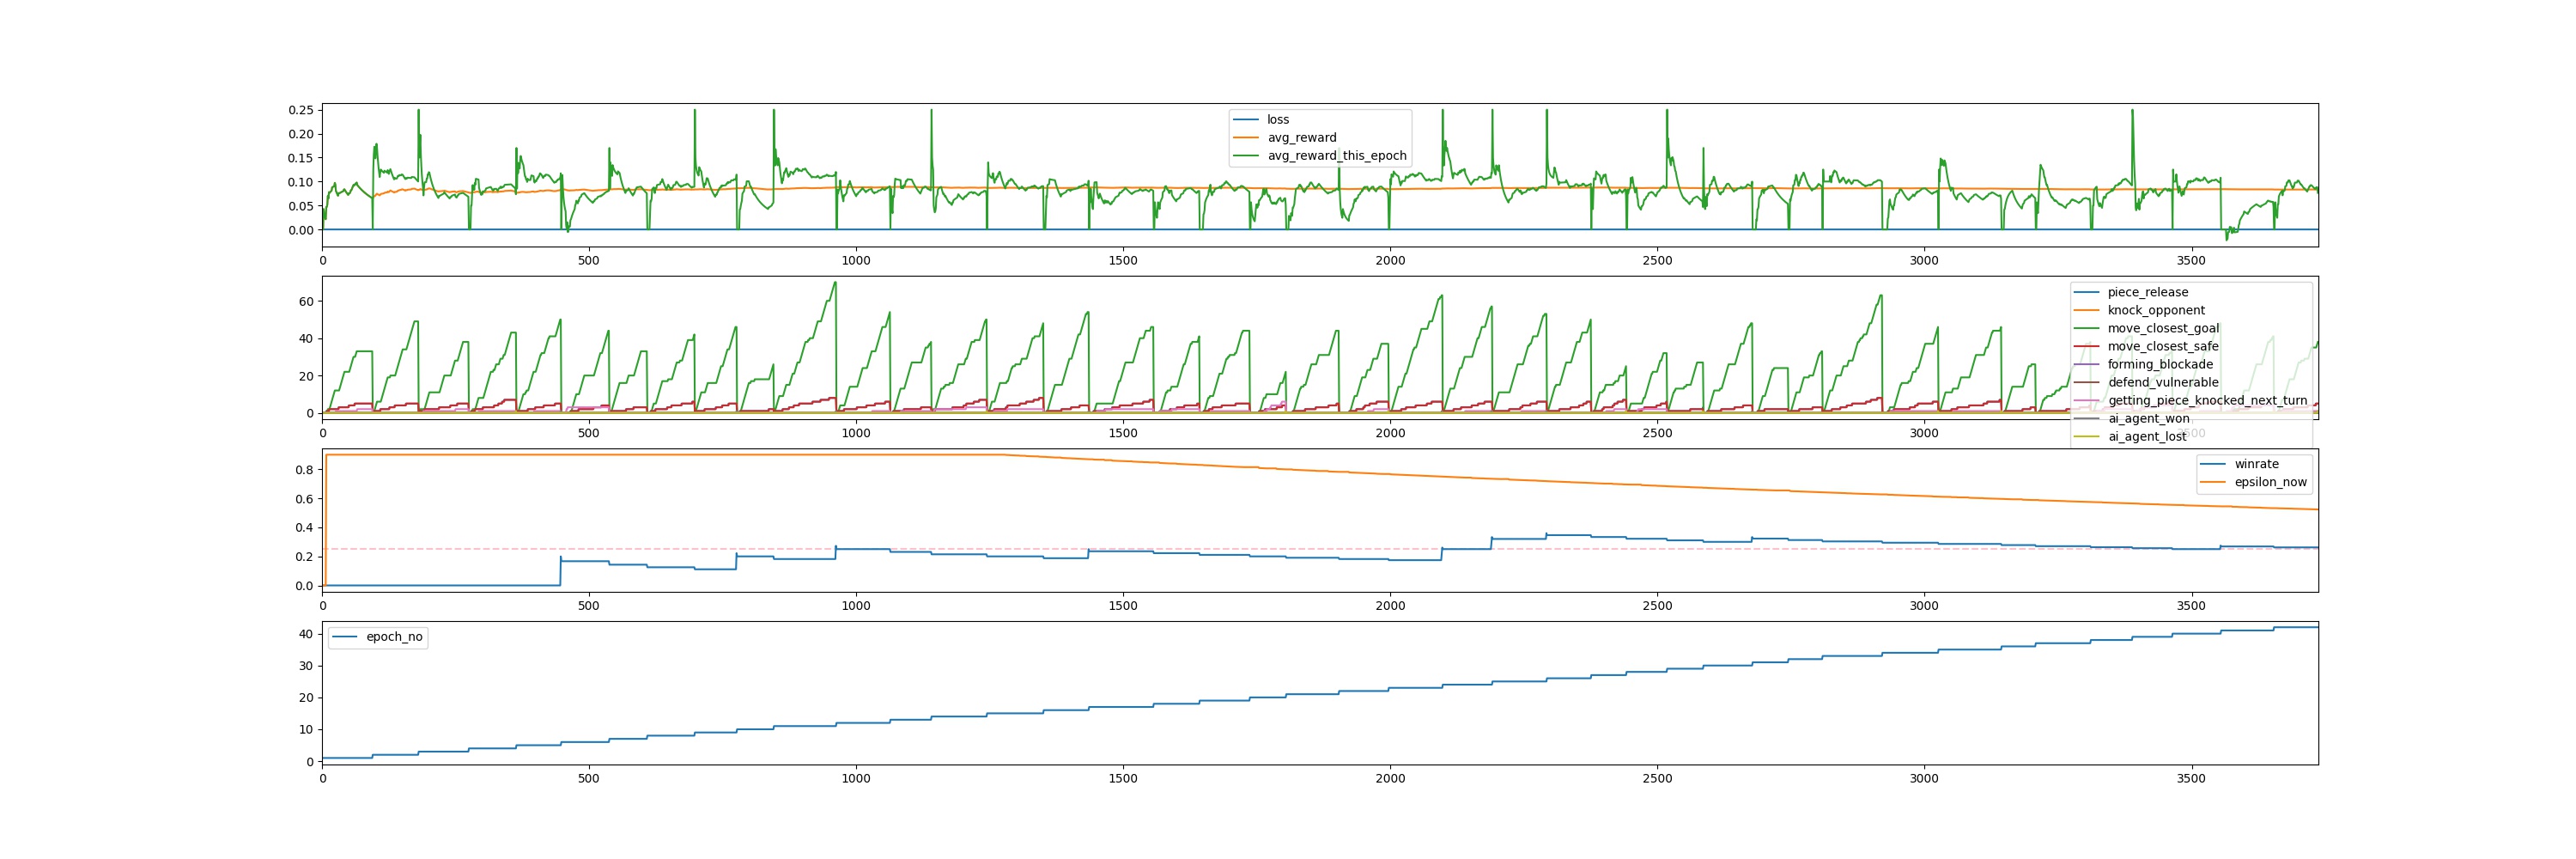 0.25
0.20
0.15
0.10
0.05
0.00
loss
avg_reward
avg_reward_this_epoch
0 500 1000 1500 2000 2500 3000 3500
60
40
20
0
piece_release
knock_opponent
move_closest_goal
move_closest_safe
forming_blockade
defend_vulnerable
getting_piece_knocked_next_turn
ai_agent_won
ai_agent_lost
0 500 1000 1500 2000 2500 3000 3500
0.8
0.6
0.4
0.2
0.0
winrate
epsilon_now
0 500 1000 1500 2000 2500 3000 3500
40
30
20
10
0
epoch_no
0 500 1000 1500 2000 2500 3000 3500